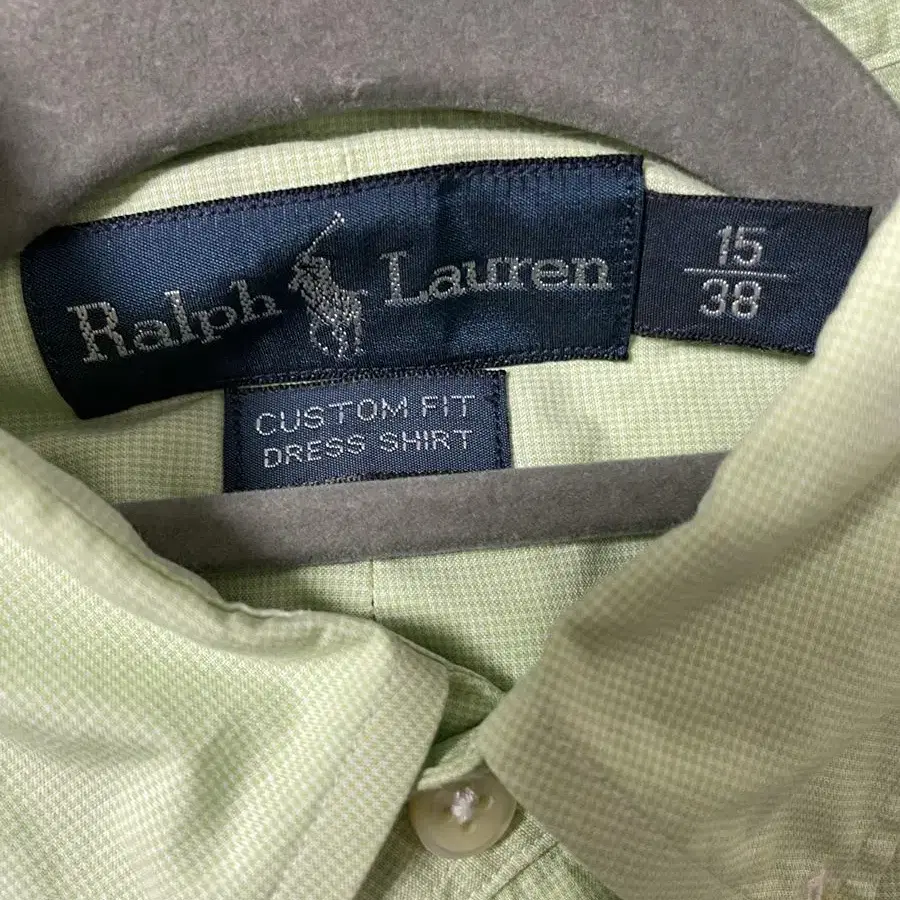 Ralph Lauren
15
38
CUSTOM FIT
DRESS SHIRT